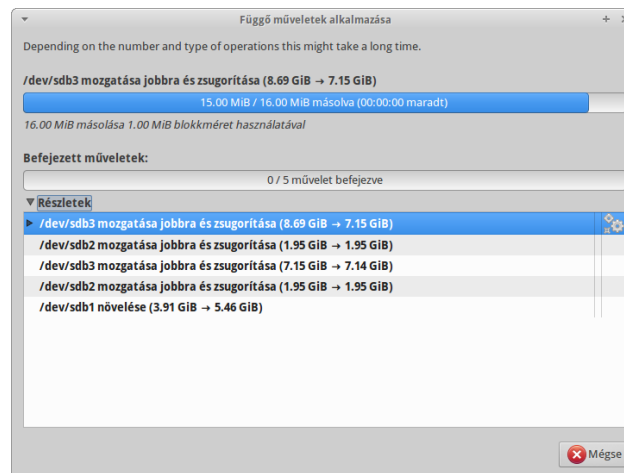 Függő műveletek alkalmazása
Depending on the number and type of operations this might take a long time.
/dev/sdb3 mozgatása jobbra és zsugorítása (8.69 GiB → 7.15 GiB)
15.00 MiB / 16.00 MiB másolva (00:00:00 maradt)
16.00 MiB másolása 1.00 MiB blokkméret használatával
Befejezett műveletek:
0 / 5 művelet befejezve
Részletek
/dev/sdb3 mozgatása jobbra és zsugorítása (8.69 GiB → 7.15 GiB)
/dev/sdb2 mozgatása jobbra és zsugorítása (1.95 GiB → 1.95 GiB)
/dev/sdb3 mozgatása jobbra és zsugorítása (7.15 GiB → 7.14 GiB)
/dev/sdb2 mozgatása jobbra és zsugorítása (1.95 GiB → 1.95 GiB)
/dev/sdb1 növelése (3.91 GiB → 5.46 GiB)
Mégse